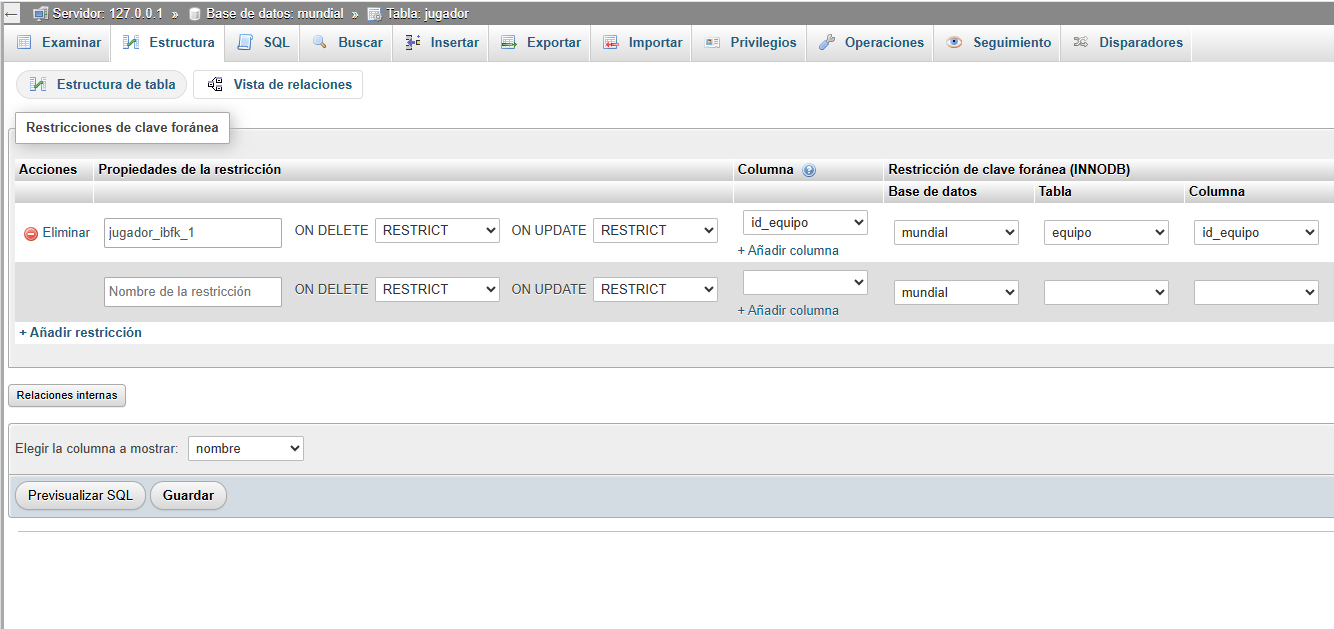 Servidor: 127.0.0.1 » Base de datos: mundial » Tabla: jugador
Examinar Estructura SQL Buscar Insertar Exportar Importar Privilegios Operaciones Seguimiento Disparadores
Estructura de tabla Vista de relaciones
Restricciones de clave foránea
Acciones Propiedades de la restricción Columna Restricción de clave foránea (INNODB)
Base de datos Tabla Columna
Eliminar jugador_ibfk_1 ON DELETE RESTRICT ON UPDATE RESTRICT id_equipo mundial equipo id_equipo
+ Añadir columna
Nombre de la restricción ON DELETE RESTRICT ON UPDATE RESTRICT mundial
+ Añadir columna
+ Añadir restricción
Relaciones internas
Elegir la columna a mostrar: nombre
Previsualizar SQL Guardar